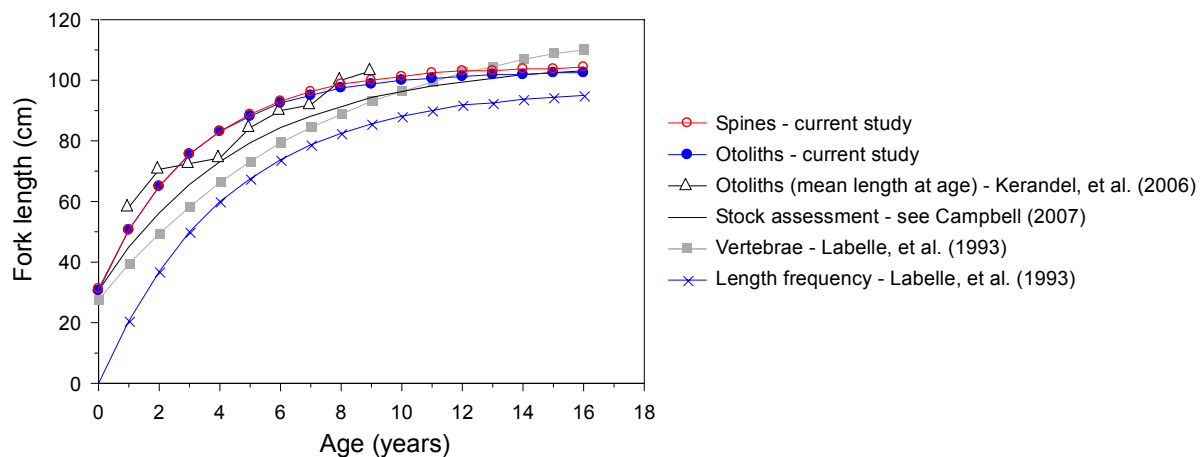 120
100
80
60
40
20
0
0 2 4 6 8 10 12 14 16 18
Fork length (cm)
Age (years)
Spines - current study
Otoliths - current study
Otoliths (mean length at age) - Kerandel, et al. (2006)
Stock assessment - see Campbell (2007)
Vertebrae - Labelle, et al. (1993)
Length frequency - Labelle, et al. (1993)